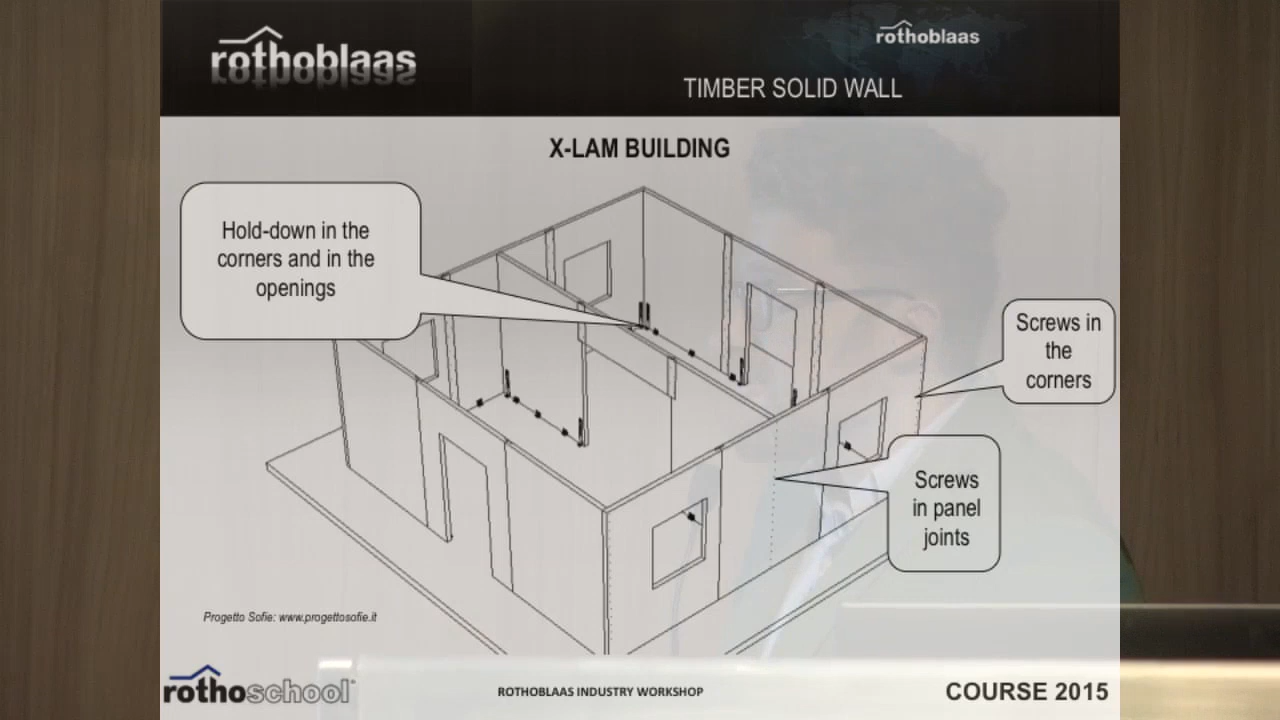 rothoblaas
rothoblaas
TIMBER SOLID WALL
X-LAM BUILDING
Hold-down in the
corners and in the
openings
Screws in
the
corners
Screws
in panel
joints
Progetto Sofie: www.progettosofie.it
rothoschool
ROTHOBLAAS INDUSTRY WORKSHOP
COURSE 2015